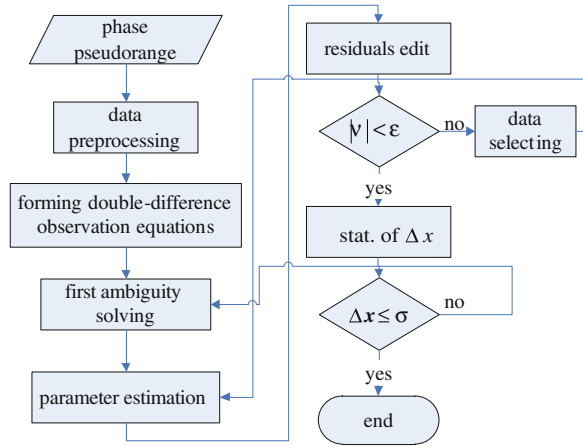 phase
pseudorange
data
preprocessing
forming double-difference
observation equations
first ambiguity
solving
parameter estimation
residuals edit
|v| < ε
no
data
selecting
yes
stat. of Δx
Δx ≤ σ
no
yes
end